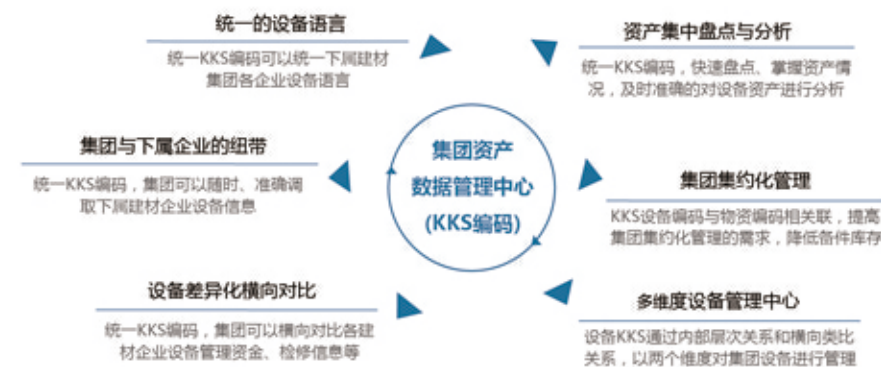 统一的设备语言
统一KKS编码可以统一下属建材
集团各企业设备语言
集团与下属企业的纽带
统一KKS编码，集团可以随时、准确调
取下属建材企业设备信息
设备差异化横向对比
统一KKS编码，集团可以横向对比各建
材企业设备管理资金、检修信息等
集团资产
数据管理中心
(KKS编码)
资产集中盘点与分析
统一KKS编码，快速盘点、掌握资产情
况，及时准确的对设备资产进行分析
集团集约化管理
KKS设备编码与物资编码相关联，提高
集团集约化管理的需求，降低备件库存
多维度设备管理中心
设备KKS通过内部层次关系和横向类比
关系，以两个维度对集团设备进行管理